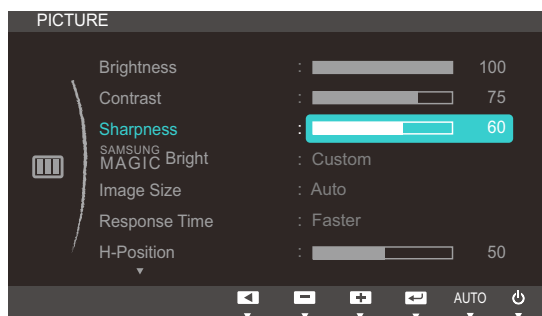 PICTURE
Brightness : 100
Contrast : 75
Sharpness : 60
SAMSUNG
MAGIC Bright : Custom
Image Size : Auto
Response Time : Faster
H-Position : 50
AUTO